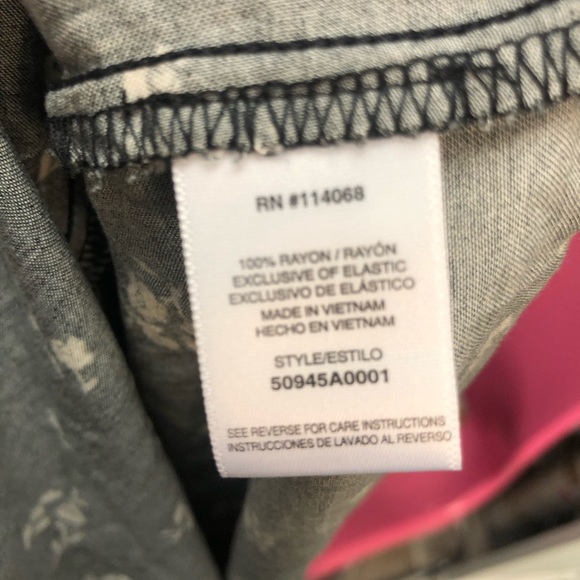 RN #114068
100% RAYON / RAYÓN
EXCLUSIVE OF ELASTIC
EXCLUSIVO DE ELÁSTICO
MADE IN VIETNAM
HECHO EN VIETNAM
STYLE/ESTILO
50945A0001
SEE REVERSE FOR CARE INSTRUCTIONS
INSTRUCCIONES DE LAVADO AL REVERSO